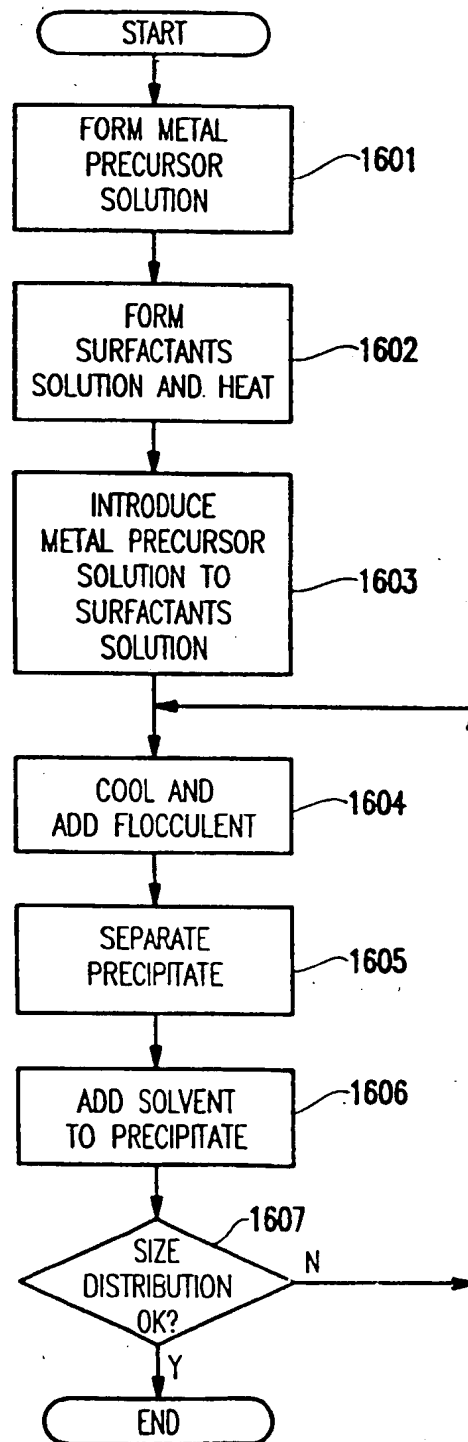 START
FORM METAL
PRECURSOR
SOLUTION
1601
FORM
SURFACTANTS
SOLUTION AND. HEAT
1602
INTRODUCE
METAL PRECURSOR
SOLUTION TO
SURFACTANTS
SOLUTION
1603
COOL AND
ADD FLOCCULENT
1604
SEPARATE
PRECIPITATE
1605
ADD SOLVENT
TO PRECIPITATE
1606
1607
SIZE
DISTRIBUTION
OK?
N
Y
END